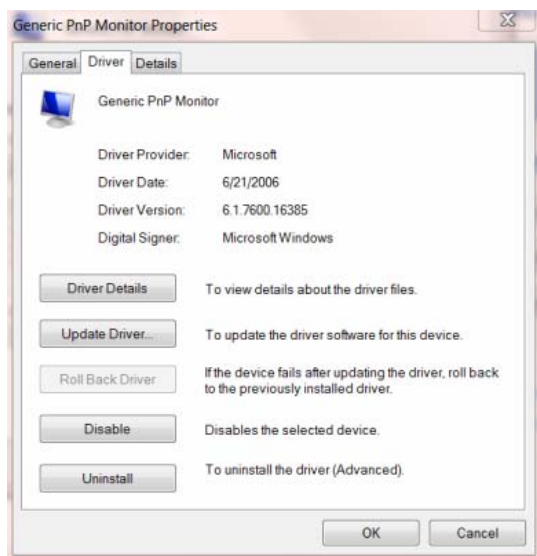 Generic PnP Monitor Properties
General Driver Details
Generic PnP Monitor
Driver Provider: Microsoft
Driver Date: 6/21/2006
Driver Version: 6.1.7600.16385
Digital Signer: Microsoft Windows
Driver Details To view details about the driver files.
Update Driver... To update the driver software for this device.
Roll Back Driver If the device fails after updating the driver, roll back
to the previously installed driver.
Disable Disables the selected device.
Uninstall To uninstall the driver (Advanced).
OK Cancel